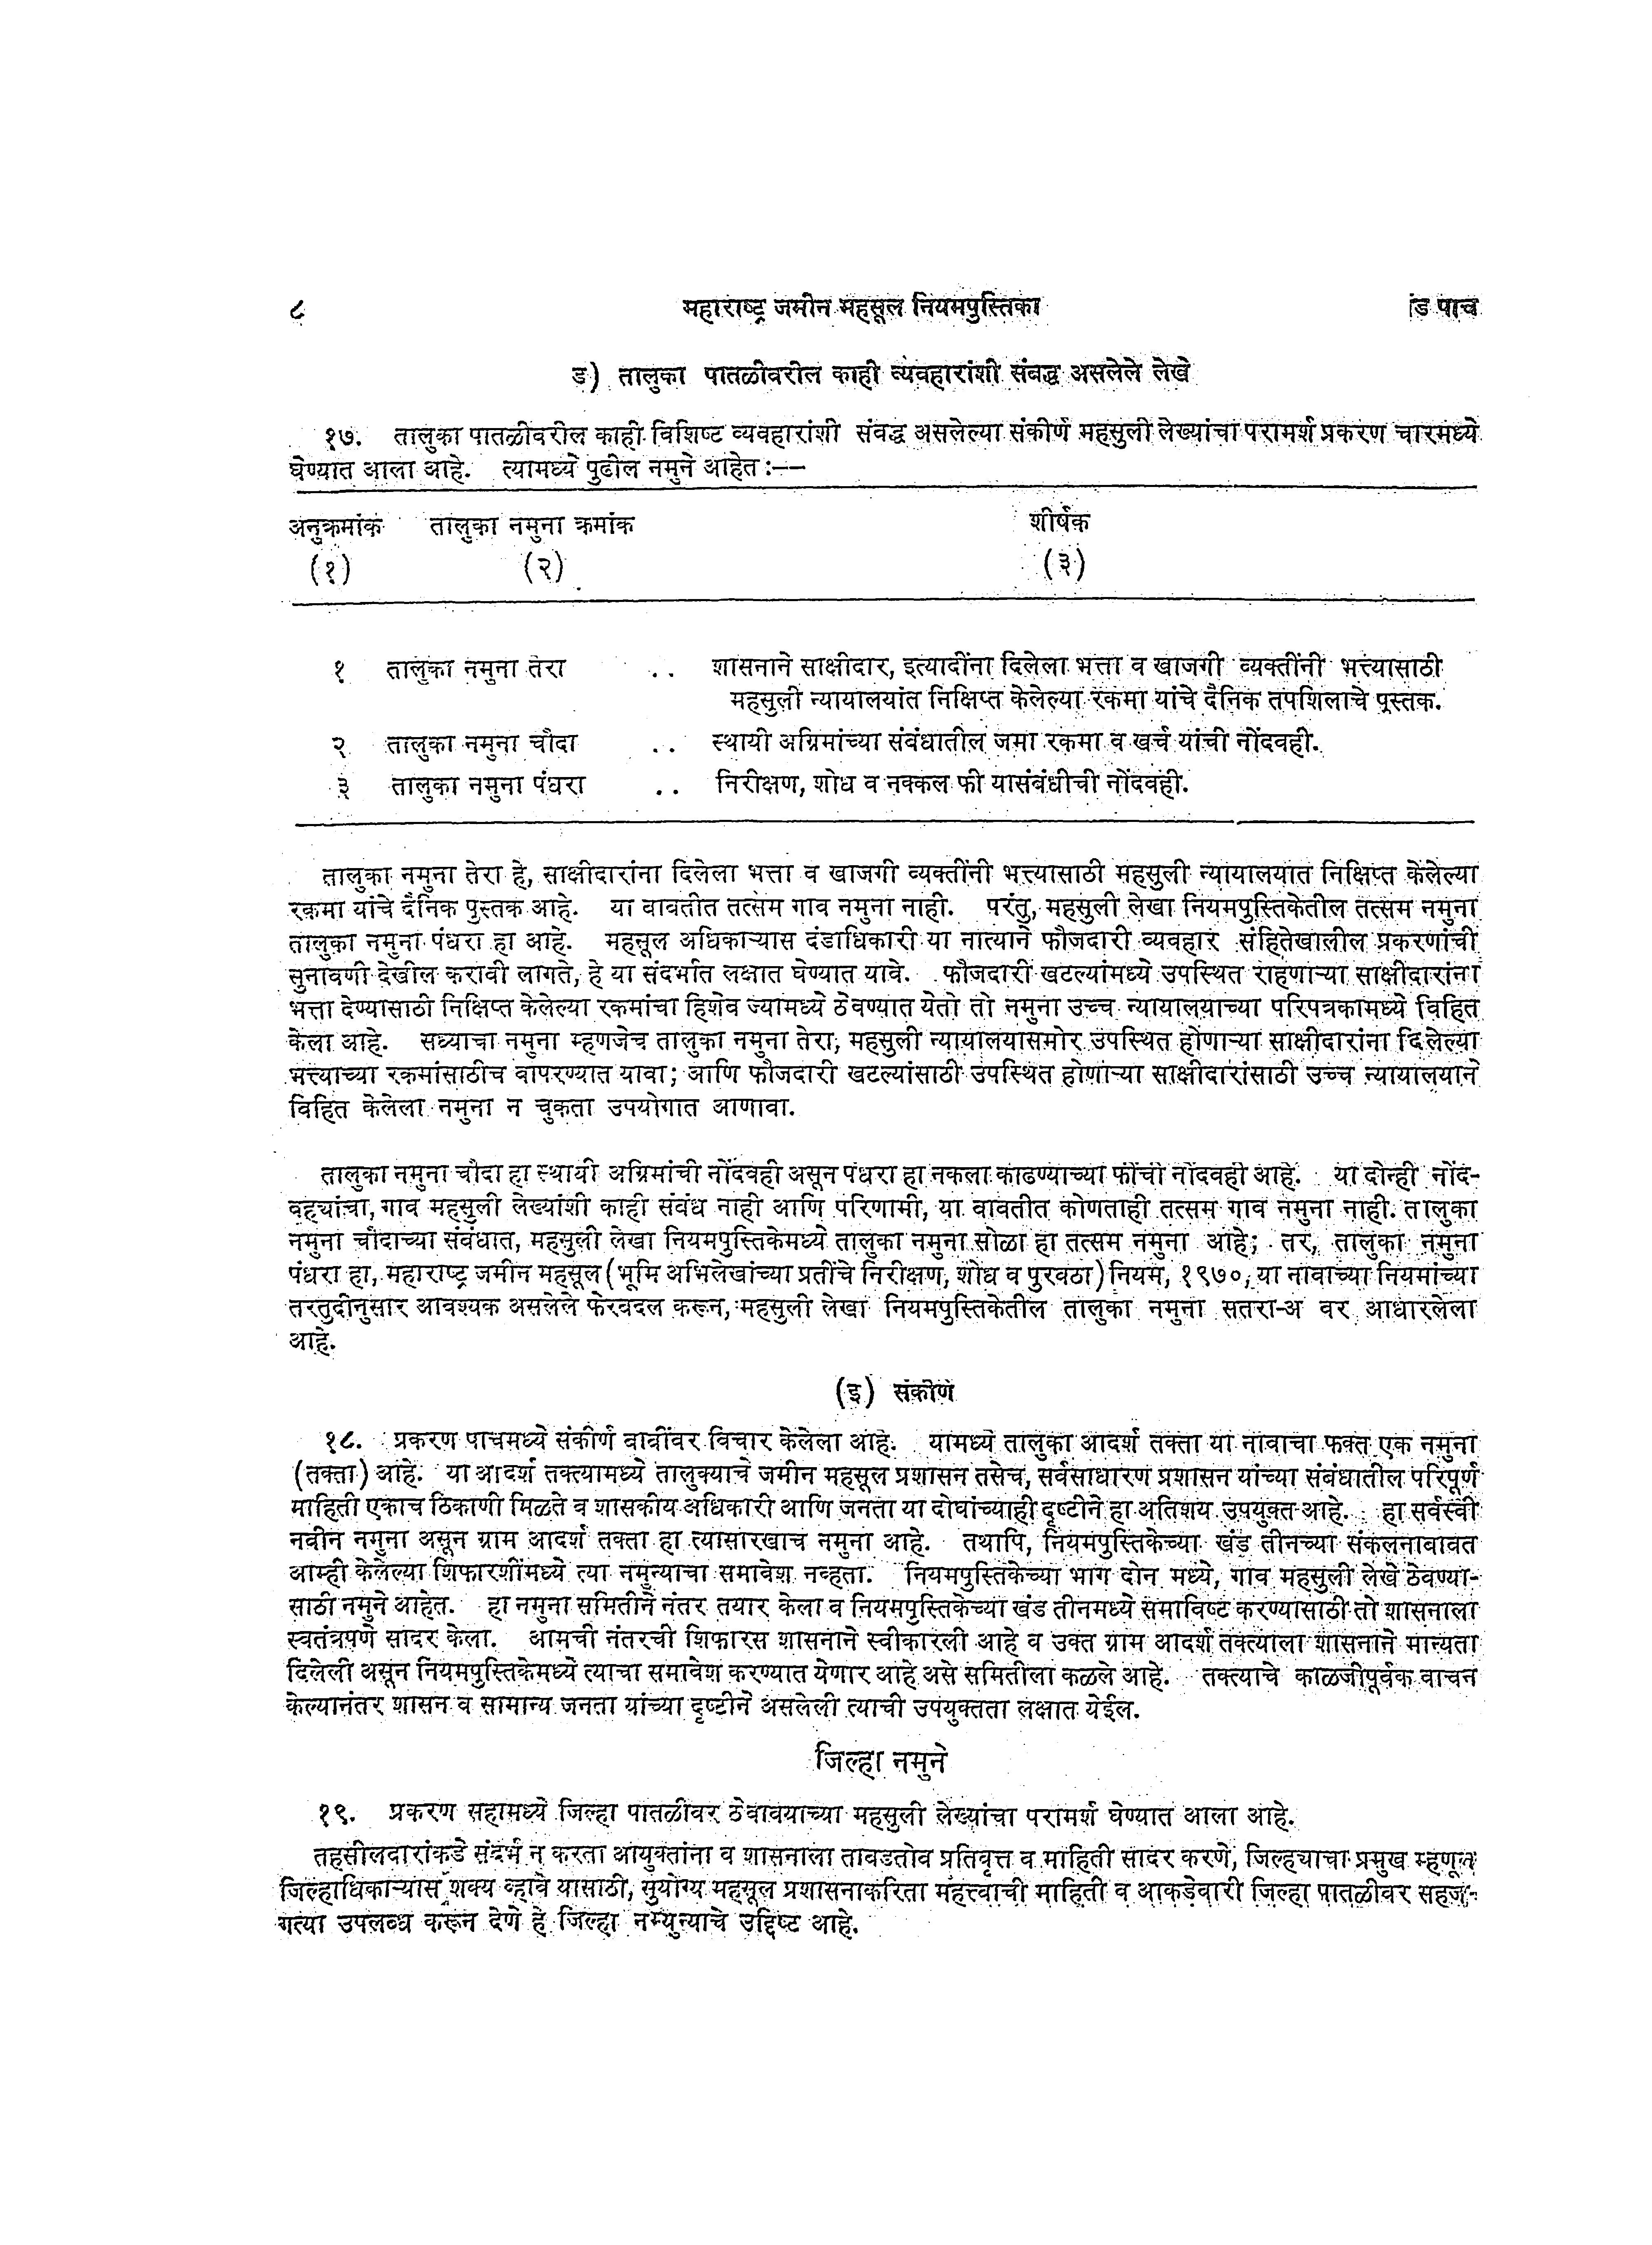 ८ महाराष्ट्र जमीन महसूल नियमपुस्तिका ंड पाच
ड) तालुका पातळीवरील काही व्यवहारांशी संबद्ध असलेले लेखे
१७. तालुका पातळीवरील काही विशिष्ट व्यवहारांशी संबद्ध असलेल्या संकीर्ण महसुली लेख्यांचा परामर्श प्रकरण चारमध्ये
घेण्यात आला आहे. त्यामध्ये पुढील नमुने आहेत :--
अनुक्रमांक तालुका नमुना क्रमांक शीर्षक
(१) (२) (३)
१ तालुका नमुना तेरा .. शासनाने साक्षीदार, इत्यादींना दिलेला भत्ता व खाजगी व्यक्तींनी भत्त्यासाठी
महसुली न्यायालयांत निक्षिप्त केलेल्या रकमा यांचे दैनिक तपशिलाचे पुस्तक.
२ तालुका नमुना चौदा .. स्थायी अग्रिमांच्या संबंधातील जमा रकमा व खर्च यांची नोंदवही.
३ तालुका नमुना पंधरा .. निरीक्षण, शोध व नक्कल फी यासंबंधीची नोंदवही.
तालुका नमुना तेरा हे, साक्षीदारांना दिलेला भत्ता व खाजगी व्यक्तींनी भत्त्यासाठी महसुली न्यायालयात निक्षिप्त केलेल्या
रकमा यांचे दैनिक पुस्तक आहे. या बाबतीत तत्सम गाव नमुना नाही. परंतु, महसुली लेखा नियमपुस्तिकेतील तत्सम नमुना
तालुका नमुना पंधरा हा आहे. महसूल अधिकाऱ्यास दंडाधिकारी या नात्याने फौजदारी व्यवहार संहितेखालील प्रकरणांची
सुनावणी देखील करावी लागते, हे या संदर्भात लक्षात घेण्यात यावे. फौजदारी खटल्यांमध्ये उपस्थित राहणाऱ्या साक्षीदारांना
भत्ता देण्यासाठी निक्षिप्त केलेल्या रकमांचा हिशेब ज्यामध्ये ठेवण्यात येतो तो नमुना उच्च न्यायालयाच्या परिपत्रकामध्ये विहित
केला आहे. सध्याचा नमुना म्हणजेच तालुका नमुना तेरा, महसुली न्यायालयासमोर उपस्थित होणाऱ्या साक्षीदारांना दिलेल्या
भत्त्याच्या रकमांसाठीच वापरण्यात यावा; आणि फौजदारी खटल्यांसाठी उपस्थित होणाऱ्या साक्षीदारांसाठी उच्च न्यायालयाने
विहित केलेला नमुना न चुकता उपयोगात आणावा.
तालुका नमुना चौदा हा स्थायी अग्रिमांची नोंदवही असून पंधरा हा नकला काढण्याच्या फीची नोंदवही आहे. या दोन्ही नोंद-
वह्यांचा, गाव महसुली लेख्यांशी काही संबंध नाही आणि परिणामी, या बाबतीत कोणताही तत्सम गाव नमुना नाही. तालुका
नमुना चौदाच्या संबंधात, महसुली लेखा नियमपुस्तिकेमध्ये तालुका नमुना सोळा हा तत्सम नमुना आहे; तर, तालुका नमुना
पंधरा हा, महाराष्ट्र जमीन महसूल (भूमि अभिलेखांच्या प्रतींचे निरीक्षण, शोध व पुरवठा) नियम, १९७०, या नावाच्या नियमांच्या
तरतुदींनुसार आवश्यक असलेले फेरबदल करून, महसुली लेखा नियमपुस्तिकेतील तालुका नमुना सतरा-अ वर आधारलेला
आहे.
(इ) संकीर्ण
१८. प्रकरण पाचमध्ये संकीर्ण बाबींवर विचार केलेला आहे. यामध्ये तालुका आदर्श तक्ता या नावाचा फक्त एक नमुना
(तक्ता) आहे. या आदर्श तक्त्यामध्ये तालुक्याचे जमीन महसूल प्रशासन तसेच, सर्वसाधारण प्रशासन यांच्या संबंधातील परिपूर्ण
माहिती एकाच ठिकाणी मिळते व शासकीय अधिकारी आणि जनता या दोघांच्याही दृष्टीने हा अतिशय उपयुक्त आहे. हा सर्वस्वी
नवीन नमुना असून ग्राम आदर्श तक्ता हा त्यासारखाच नमुना आहे. तथापि, नियमपुस्तिकेच्या खंड तीनच्या संकलनाबाबत
आम्ही केलेल्या शिफारशींमध्ये त्या नमुन्याचा समावेश नव्हता. नियमपुस्तिकेच्या भाग दोन मध्ये, गाव महसुली लेखे ठेवण्या-
साठी नमुने आहेत. हा नमुना समितीने नंतर तयार केला व नियमपुस्तिकेच्या खंड तीनमध्ये समाविष्ट करण्यासाठी तो शासनाला
स्वतंत्रपणे सादर केला. आमची नंतरची शिफारस शासनाने स्वीकारली आहे व उक्त ग्राम आदर्श तक्त्याला शासनाने मान्यता
दिलेली असून नियमपुस्तिकेमध्ये त्याचा समावेश करण्यात येणार आहे असे समितीला कळले आहे. तक्त्याचे काळजीपूर्वक वाचन
केल्यानंतर शासन व सामान्य जनता यांच्या दृष्टीने असलेली त्याची उपयुक्तता लक्षात येईल.
जिल्हा नमुने
१९. प्रकरण सहामध्ये जिल्हा पातळीवर ठेवावयाच्या महसुली लेख्यांचा परामर्श घेण्यात आला आहे.
तहसीलदारांकडे संदर्भ न करता आयुक्तांना व शासनाला ताबडतोब प्रतिवृत्त व माहिती सादर करणे, जिल्ह्याचा प्रमुख म्हणून
जिल्हाधिकाऱ्यास शक्य व्हावे यासाठी, सुयोग्य महसूल प्रशासनाकरिता महत्त्वाची माहिती व आकडेवारी जिल्हा पातळीवर सहज-
गत्या उपलब्ध करून देणे हे जिल्हा नम्युन्याचे उद्दिष्ट आहे.